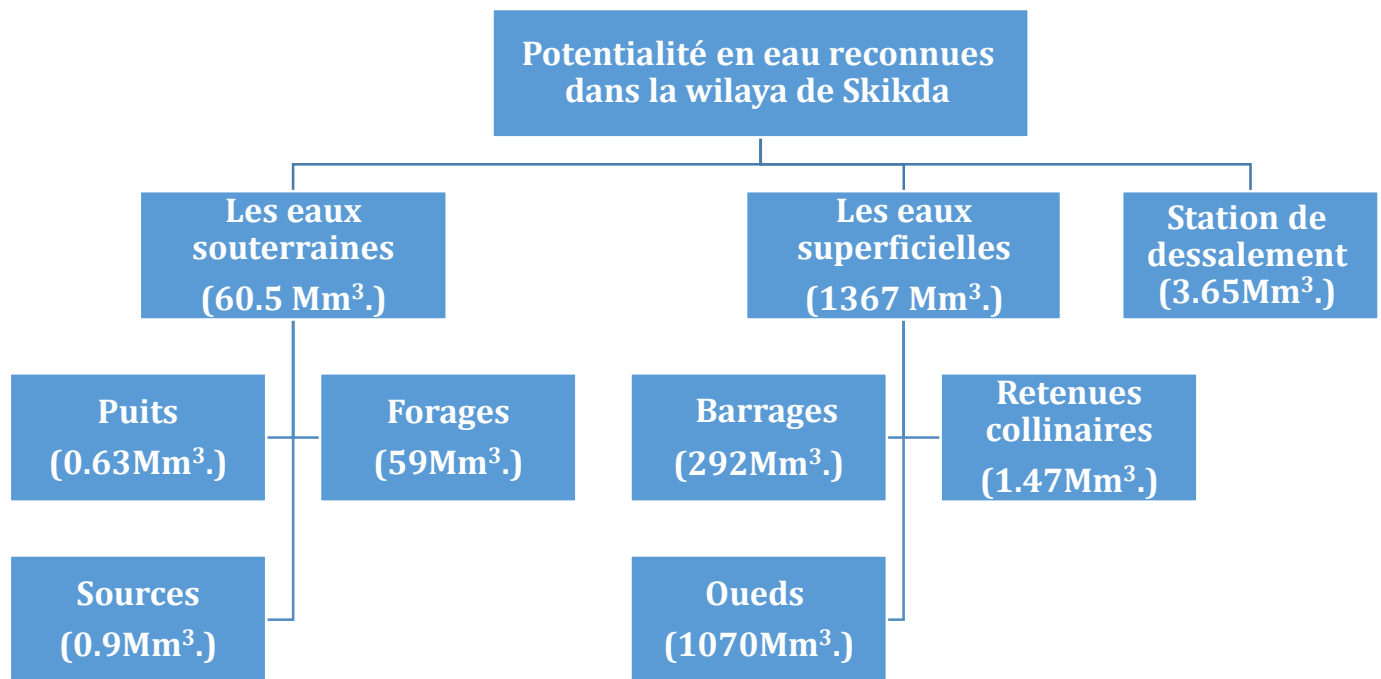 Potentialité en eau reconnues
dans la wilaya de Skikda
Les eaux
souterraines
(60.5 Mm³.)
Les eaux
superficielles
(1367 Mm³.)
Station de
dessalement
(3.65Mm³.)
Puits
(0.63Mm³.)
Forages
(59Mm³.)
Barrages
(292Mm³.)
Retenues
collinaires
(1.47Mm³.)
Sources
(0.9Mm³.)
Oueds
(1070Mm³.)